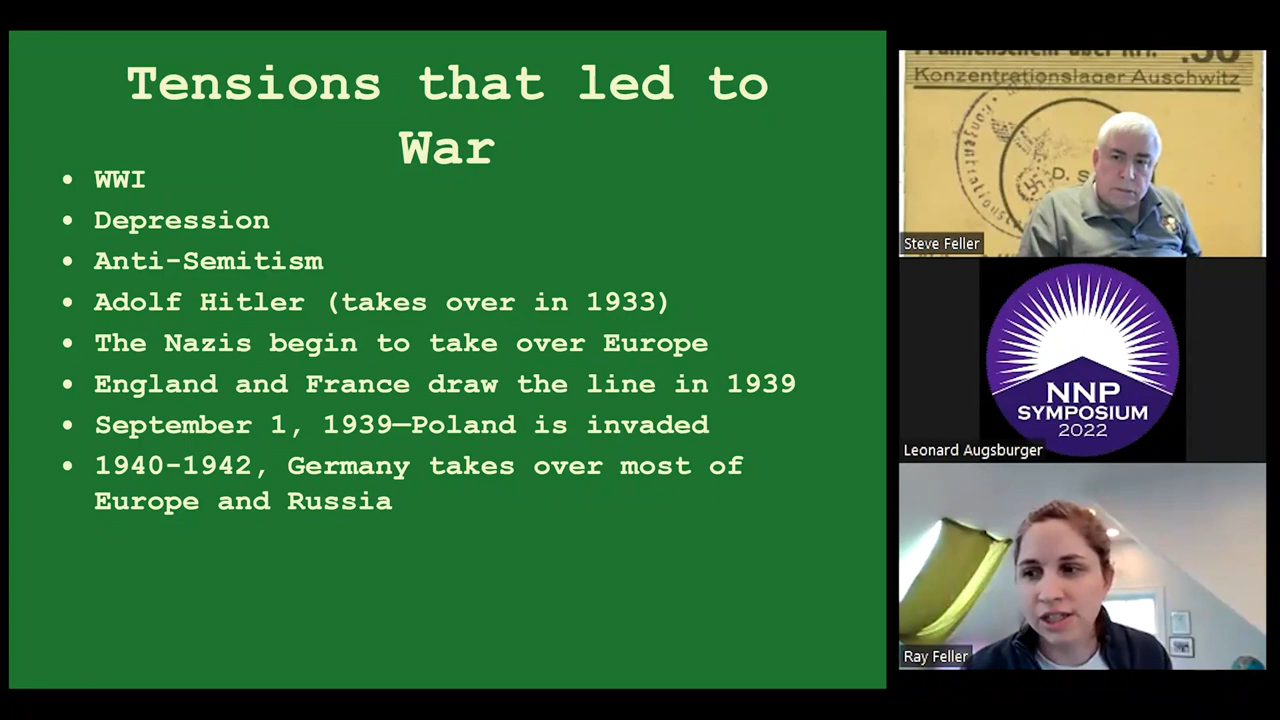 Tensions that led to
War
• WWI
• Depression
• Anti-Semitism
• Adolf Hitler (takes over in 1933)
• The Nazis begin to take over Europe
• England and France draw the line in 1939
• September 1, 1939—Poland is invaded
• 1940-1942, Germany takes over most of
Europe and Russia
.50
Konzentrationslager Auschwitz
D. S
Steve Feller
NNP
SYMPOSIUM
2022
Leonard Augsburger
Ray Feller